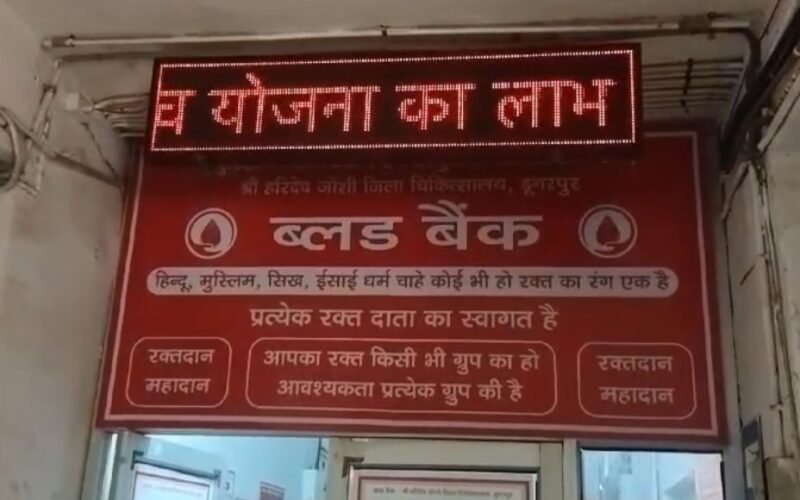 व योजना का लाभ
श्री हरिदेव जोशी जिला चिकित्सालय, डूंगरपुर
ब्लड बैंक
हिन्दू, मुस्लिम, सिख, ईसाई धर्म चाहे कोई भी हो रक्त का रंग एक है
प्रत्येक रक्त दाता का स्वागत है
रक्तदान
महादान
आपका रक्त किसी भी ग्रुप का हो
आवश्यकता प्रत्येक ग्रुप की है
रक्तदान
महादान